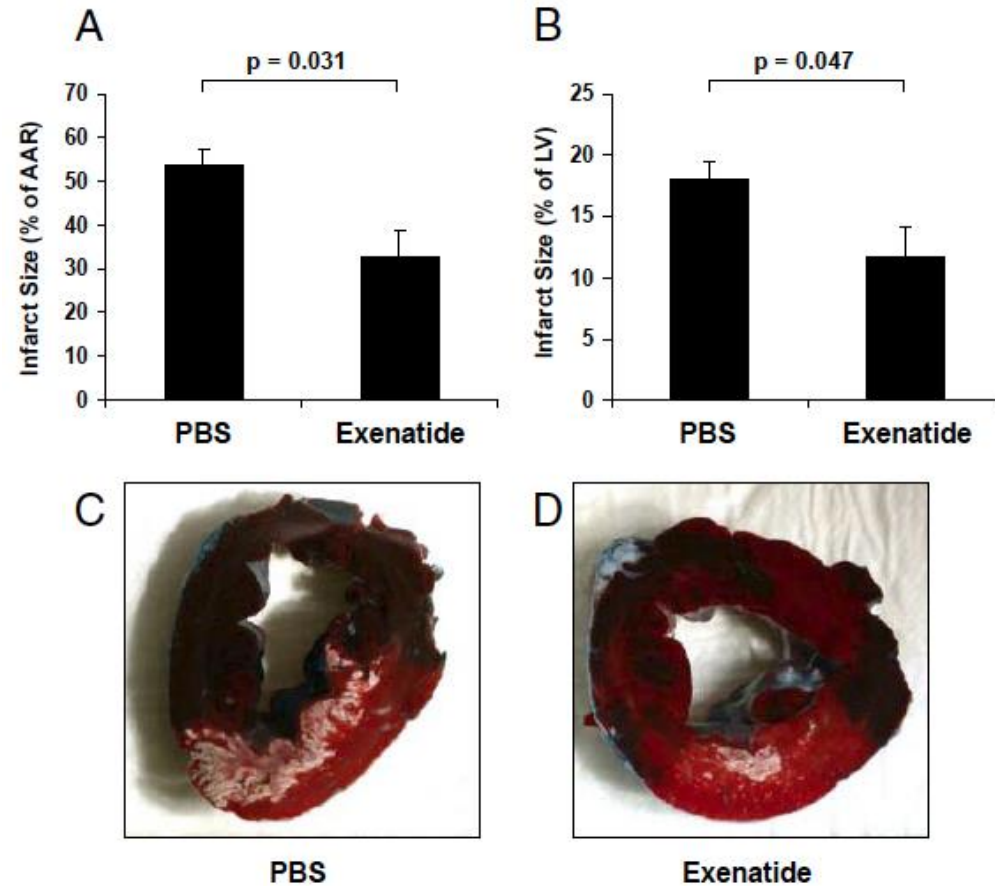 A
p = 0.031
Infarct Size (% of AAR)
70
60
50
40
30
20
10
0
PBS
Exenatide
B
p = 0.047
Infarct Size (% of LV)
25
20
15
10
5
0
PBS
Exenatide
C
PBS
D
Exenatide